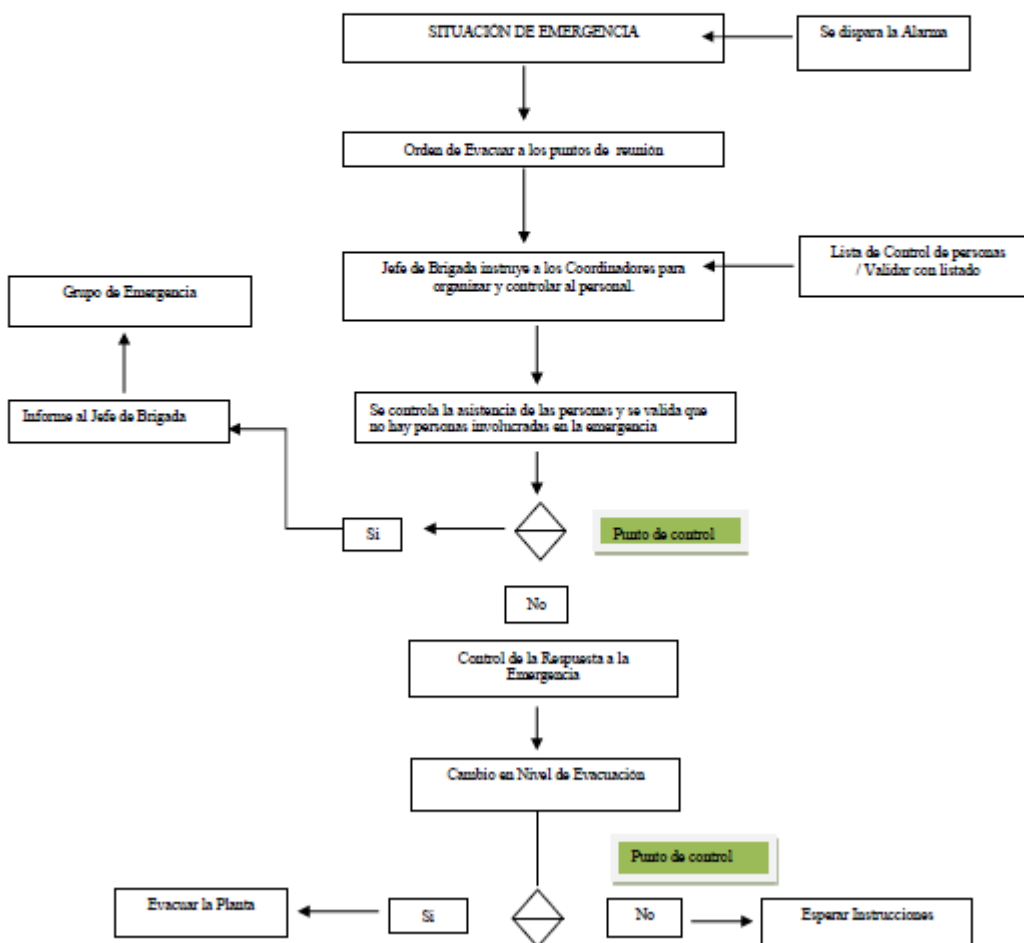 SITUACIÓN DE EMERGENCIA
Se dispara la Alarma
Orden de Evacuar a los puntos de reunión
Jefe de Brigada instruye a los Coordinadores para
organizar y controlar al personal.
Lista de Control de personas
/ Validar con listado
Grupo de Emergencia
Informe al Jefe de Brigada
Se controla la asistencia de las personas y se valida que
no hay personas involucradas en la emergencia
Si
Punto de control
No
Control de la Respuesta a la
Emergencia
Cambio en Nivel de Evacuación
Punto de control
Evacuar la Planta
Si
No
Esperar Instrucciones